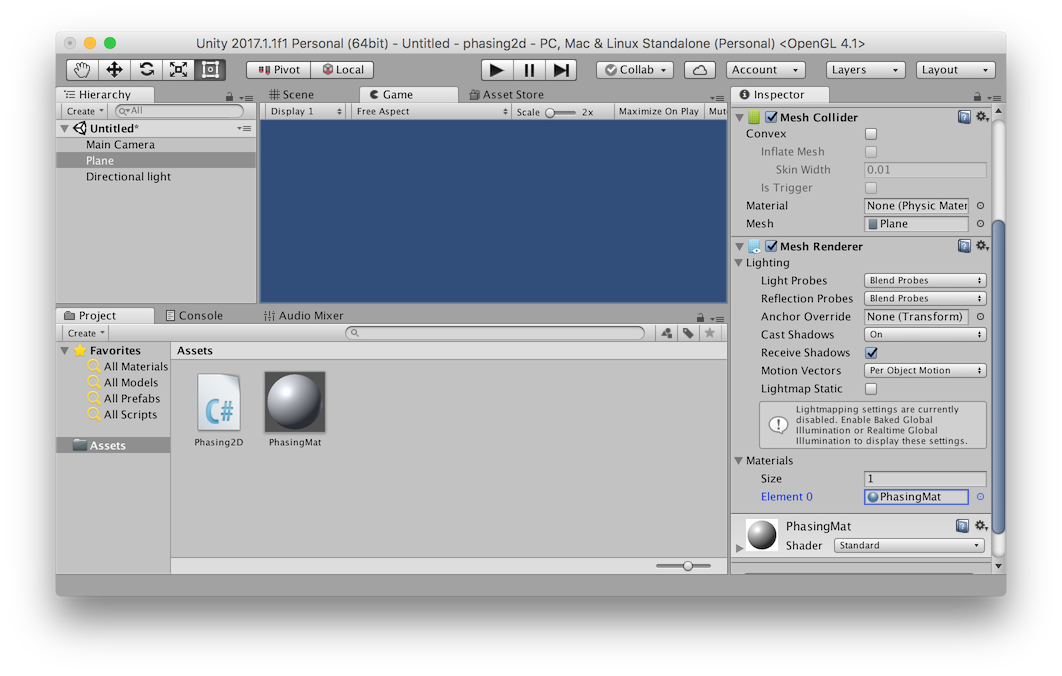 Unity 2017.1.1f1 Personal (64bit) - Untitled - phasing2d - PC, Mac & Linux Standalone (Personal) <OpenGL 4.1>
Pivot Local Collab Account Layers Layout
Hierarchy
Create All
Untitled*
Main Camera
Plane
Directional light
Scene Game Asset Store
Display 1 Free Aspect Scale 2x Maximize On Play Mut
Inspector
Mesh Collider
Convex
Inflate Mesh
Skin Width 0.01
Is Trigger
Material None (Physic Mater
Mesh Plane
Mesh Renderer
Lighting
Light Probes Blend Probes
Reflection Probes Blend Probes
Anchor Override None (Transform)
Cast Shadows On
Receive Shadows
Motion Vectors Per Object Motion
Lightmap Static
Lightmapping settings are currently
disabled. Enable Baked Global
Illumination or Realtime Global
Illumination to display these settings.
Materials
Size 1
Element 0 PhasingMat
PhasingMat
Shader Standard
Project Console Audio Mixer
Create
Favorites
All Materials
All Models
All Prefabs
All Scripts
Assets
Assets
C#
Phasing2D PhasingMat